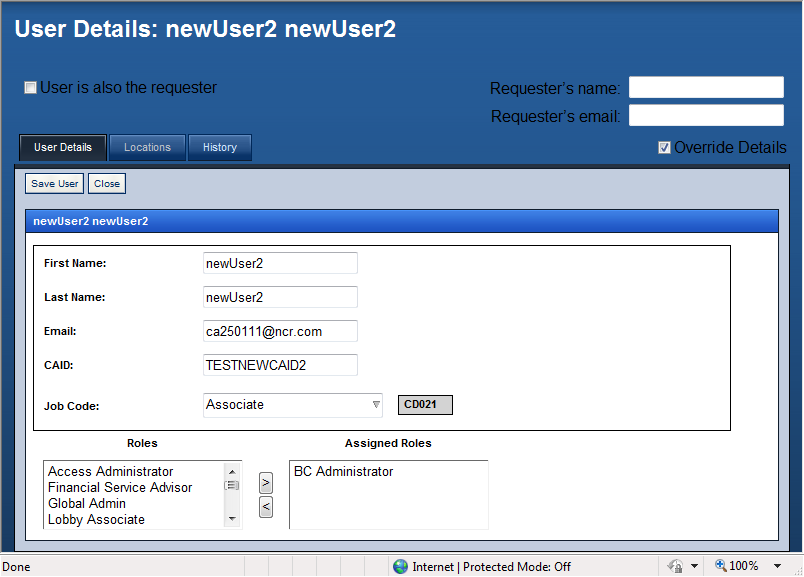 User Details: newUser2 newUser2
User is also the requester
Requester's name:
Requester's email:
User Details Locations History
Override Details
Save User Close
newUser2 newUser2
First Name: newUser2
Last Name: newUser2
Email: ca250111@ncr.com
CAID: TESTNEWCAID2
Job Code: Associate CD021
Roles Assigned Roles
Access Administrator BC Administrator
Financial Service Advisor
Global Admin
Lobby Associate
> 
<
Done Internet | Protected Mode: Off 100%